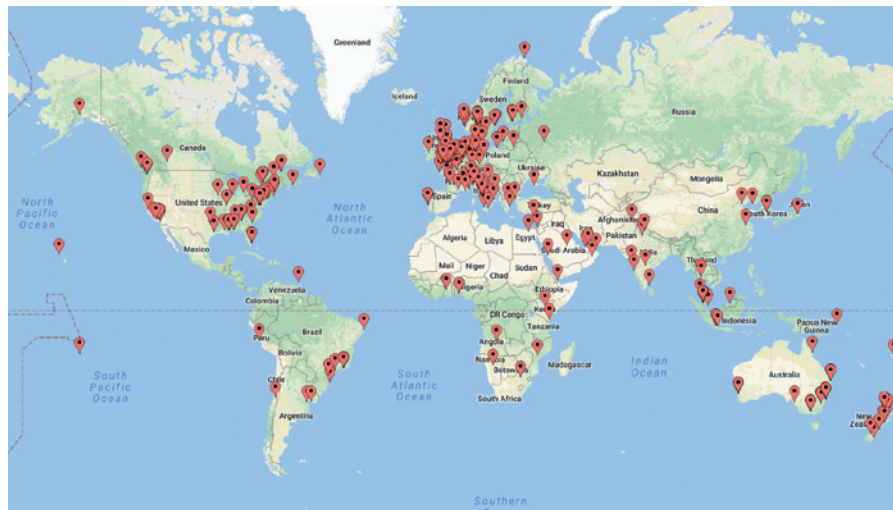 Greenland
Iceland
Finland
Sweden
Russia
Canada
Poland
Ukraine
Kazakhstan
Mongolia
North
Pacific
Ocean
United States
North
Atlantic
Ocean
Spain
China
South Korea
Afghanistan
Iraq
Pakistan
Algeria
Libya
Egypt
Saudi Arabia
Mexico
Mali
Niger
Chad
Sudan
Thailand
Venezuela
Colombia
Ethiopia
DR Congo
Tanzania
Indonesia
Papua New
Guinea
Brazil
Peru
Angola
Bolivia
Namibia
Botswana
Madagascar
Indian
Ocean
South
Pacific
Ocean
South
Atlantic
Ocean
Chile
Australia
South Africa
Argentina
New
Southern